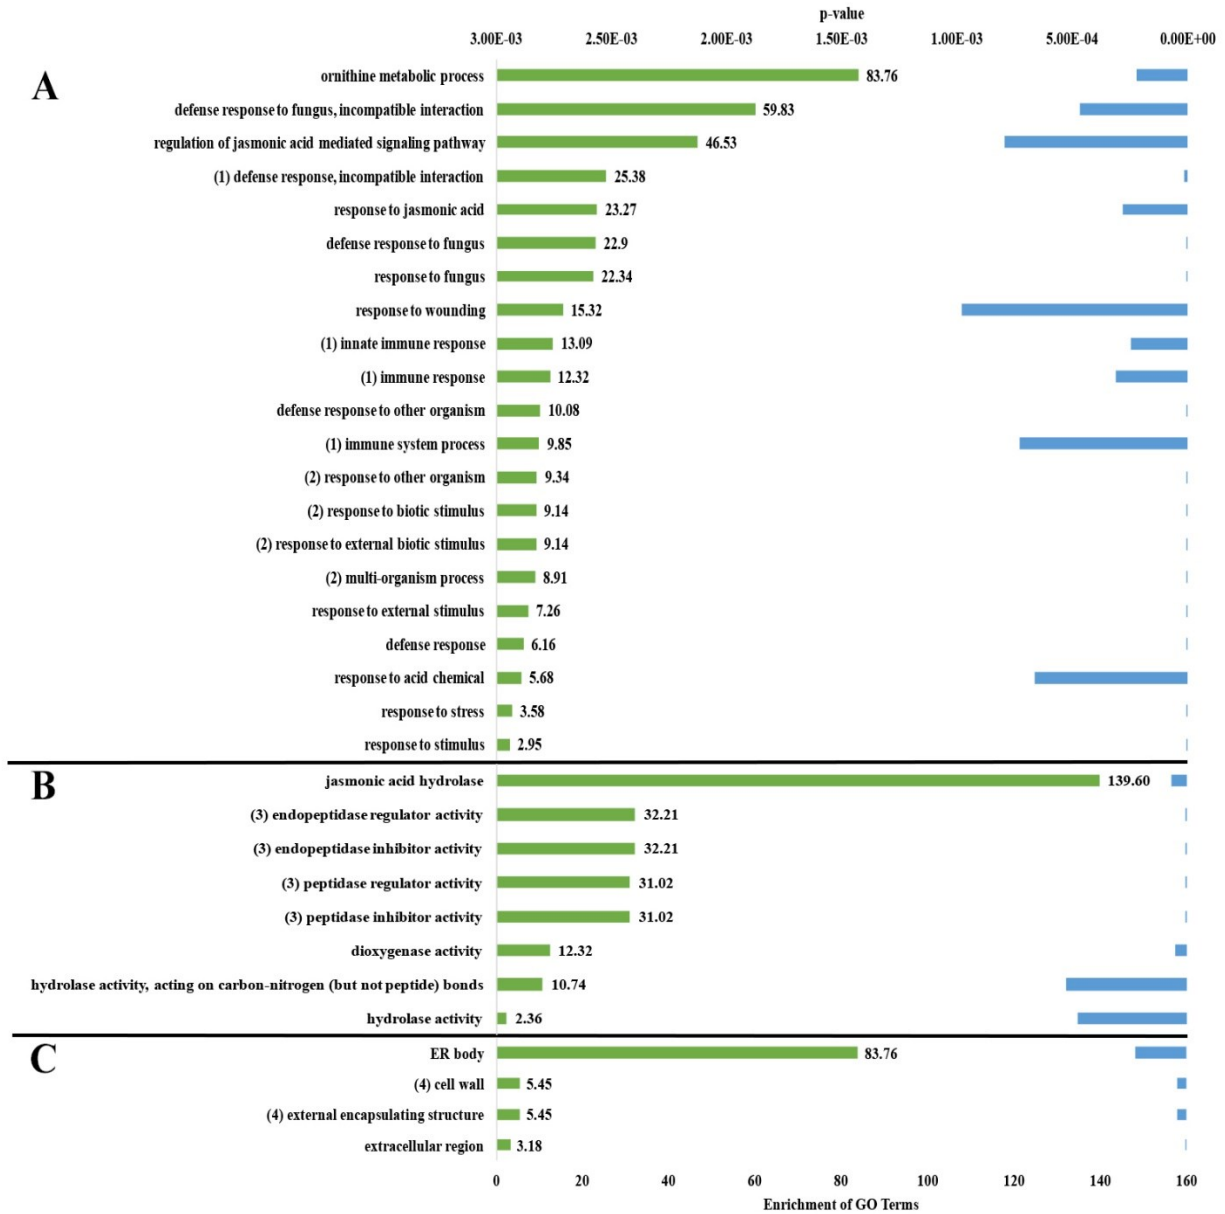 p-value
3.00E-03 2.50E-03 2.00E-03 1.50E-03 1.00E-03 5.00E-04 0.00E+00
A
ornithine metabolic process 83.76
defense response to fungus, incompatible interaction 59.83
regulation of jasmonic acid mediated signaling pathway 46.53
(1) defense response, incompatible interaction 25.38
response to jasmonic acid 23.27
defense response to fungus 22.9
response to fungus 22.34
response to wounding 15.32
(1) innate immune response 13.09
(1) immune response 12.32
defense response to other organism 10.08
(1) immune system process 9.85
(2) response to other organism 9.34
(2) response to biotic stimulus 9.14
(2) response to external biotic stimulus 9.14
(2) multi-organism process 8.91
response to external stimulus 7.26
defense response 6.16
response to acid chemical 5.68
response to stress 3.58
response to stimulus 2.95
B
jasmonic acid hydrolase 139.60
(3) endopeptidase regulator activity 32.21
(3) endopeptidase inhibitor activity 32.21
(3) peptidase regulator activity 31.02
(3) peptidase inhibitor activity 31.02
dioxygenase activity 12.32
hydrolase activity, acting on carbon-nitrogen (but not peptide) bonds 10.74
hydrolase activity 2.36
C
ER body 83.76
(4) cell wall 5.45
(4) external encapsulating structure 5.45
extracellular region 3.18
0 20 40 60 80 100 120 140 160
Enrichment of GO Terms